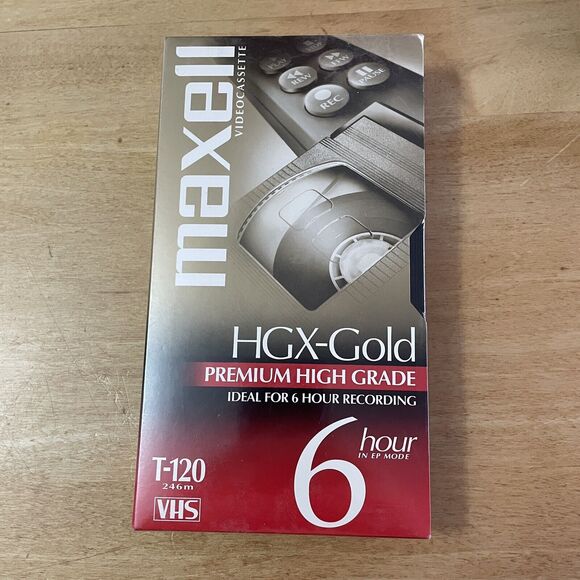 maxell
VIDEOCASSETTE
PLAY
REW
REW
PAUSE
REC
HGX-Gold
PREMIUM HIGH GRADE
IDEAL FOR 6 HOUR RECORDING
6 hour
IN EP MODE
T-120
246m
VHS